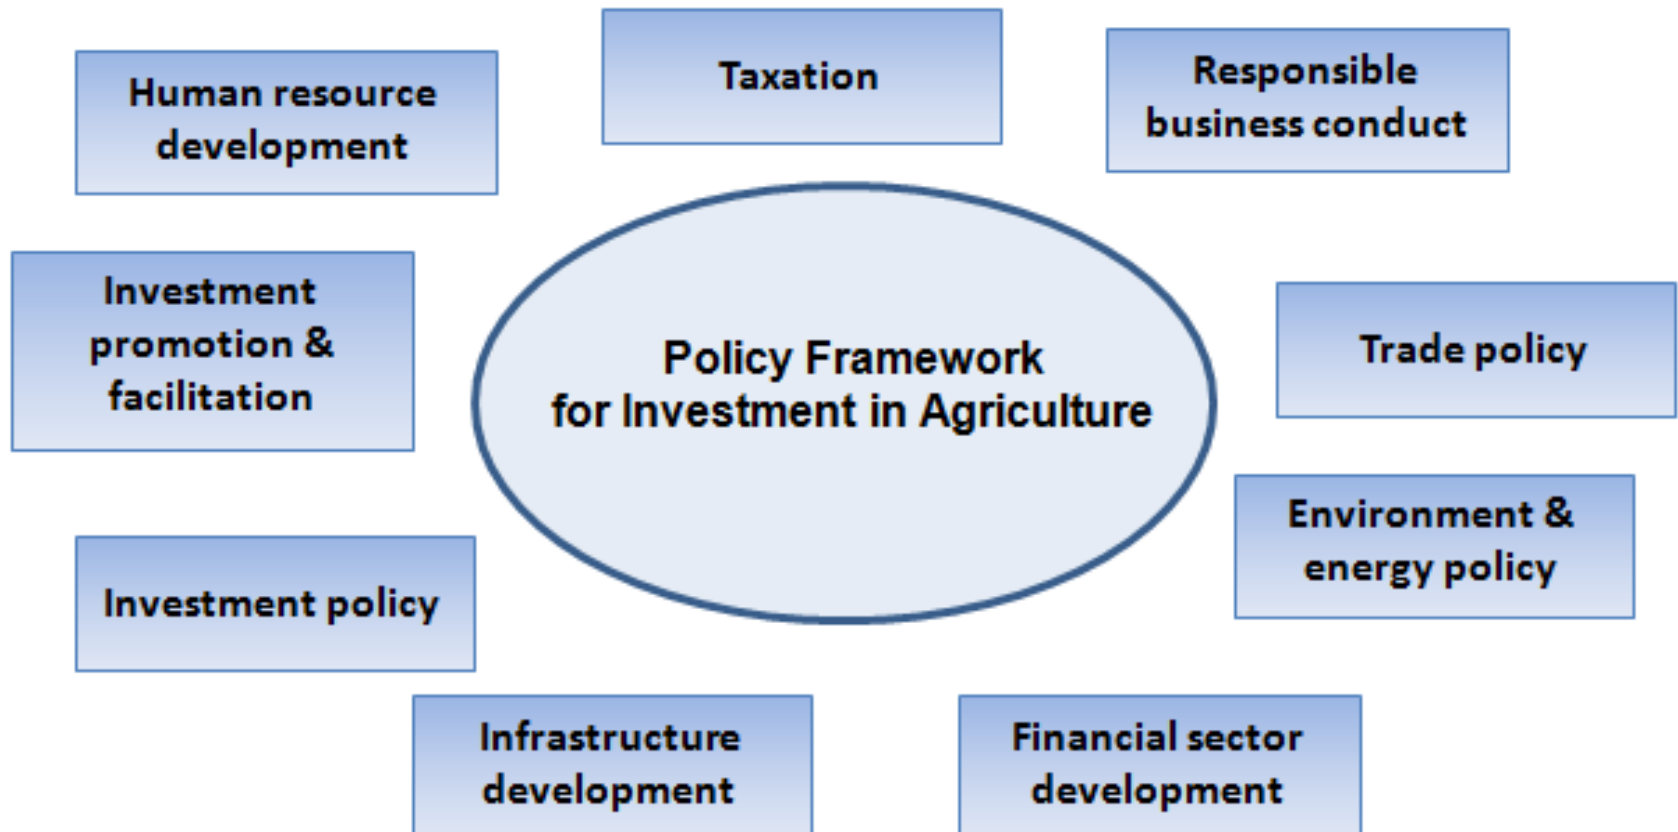 Taxation
Responsible
business conduct
Human resource
development
Investment
promotion &
facilitation
Policy Framework
for Investment in Agriculture
Trade policy
Environment &
energy policy
Investment policy
Infrastructure
development
Financial sector
development